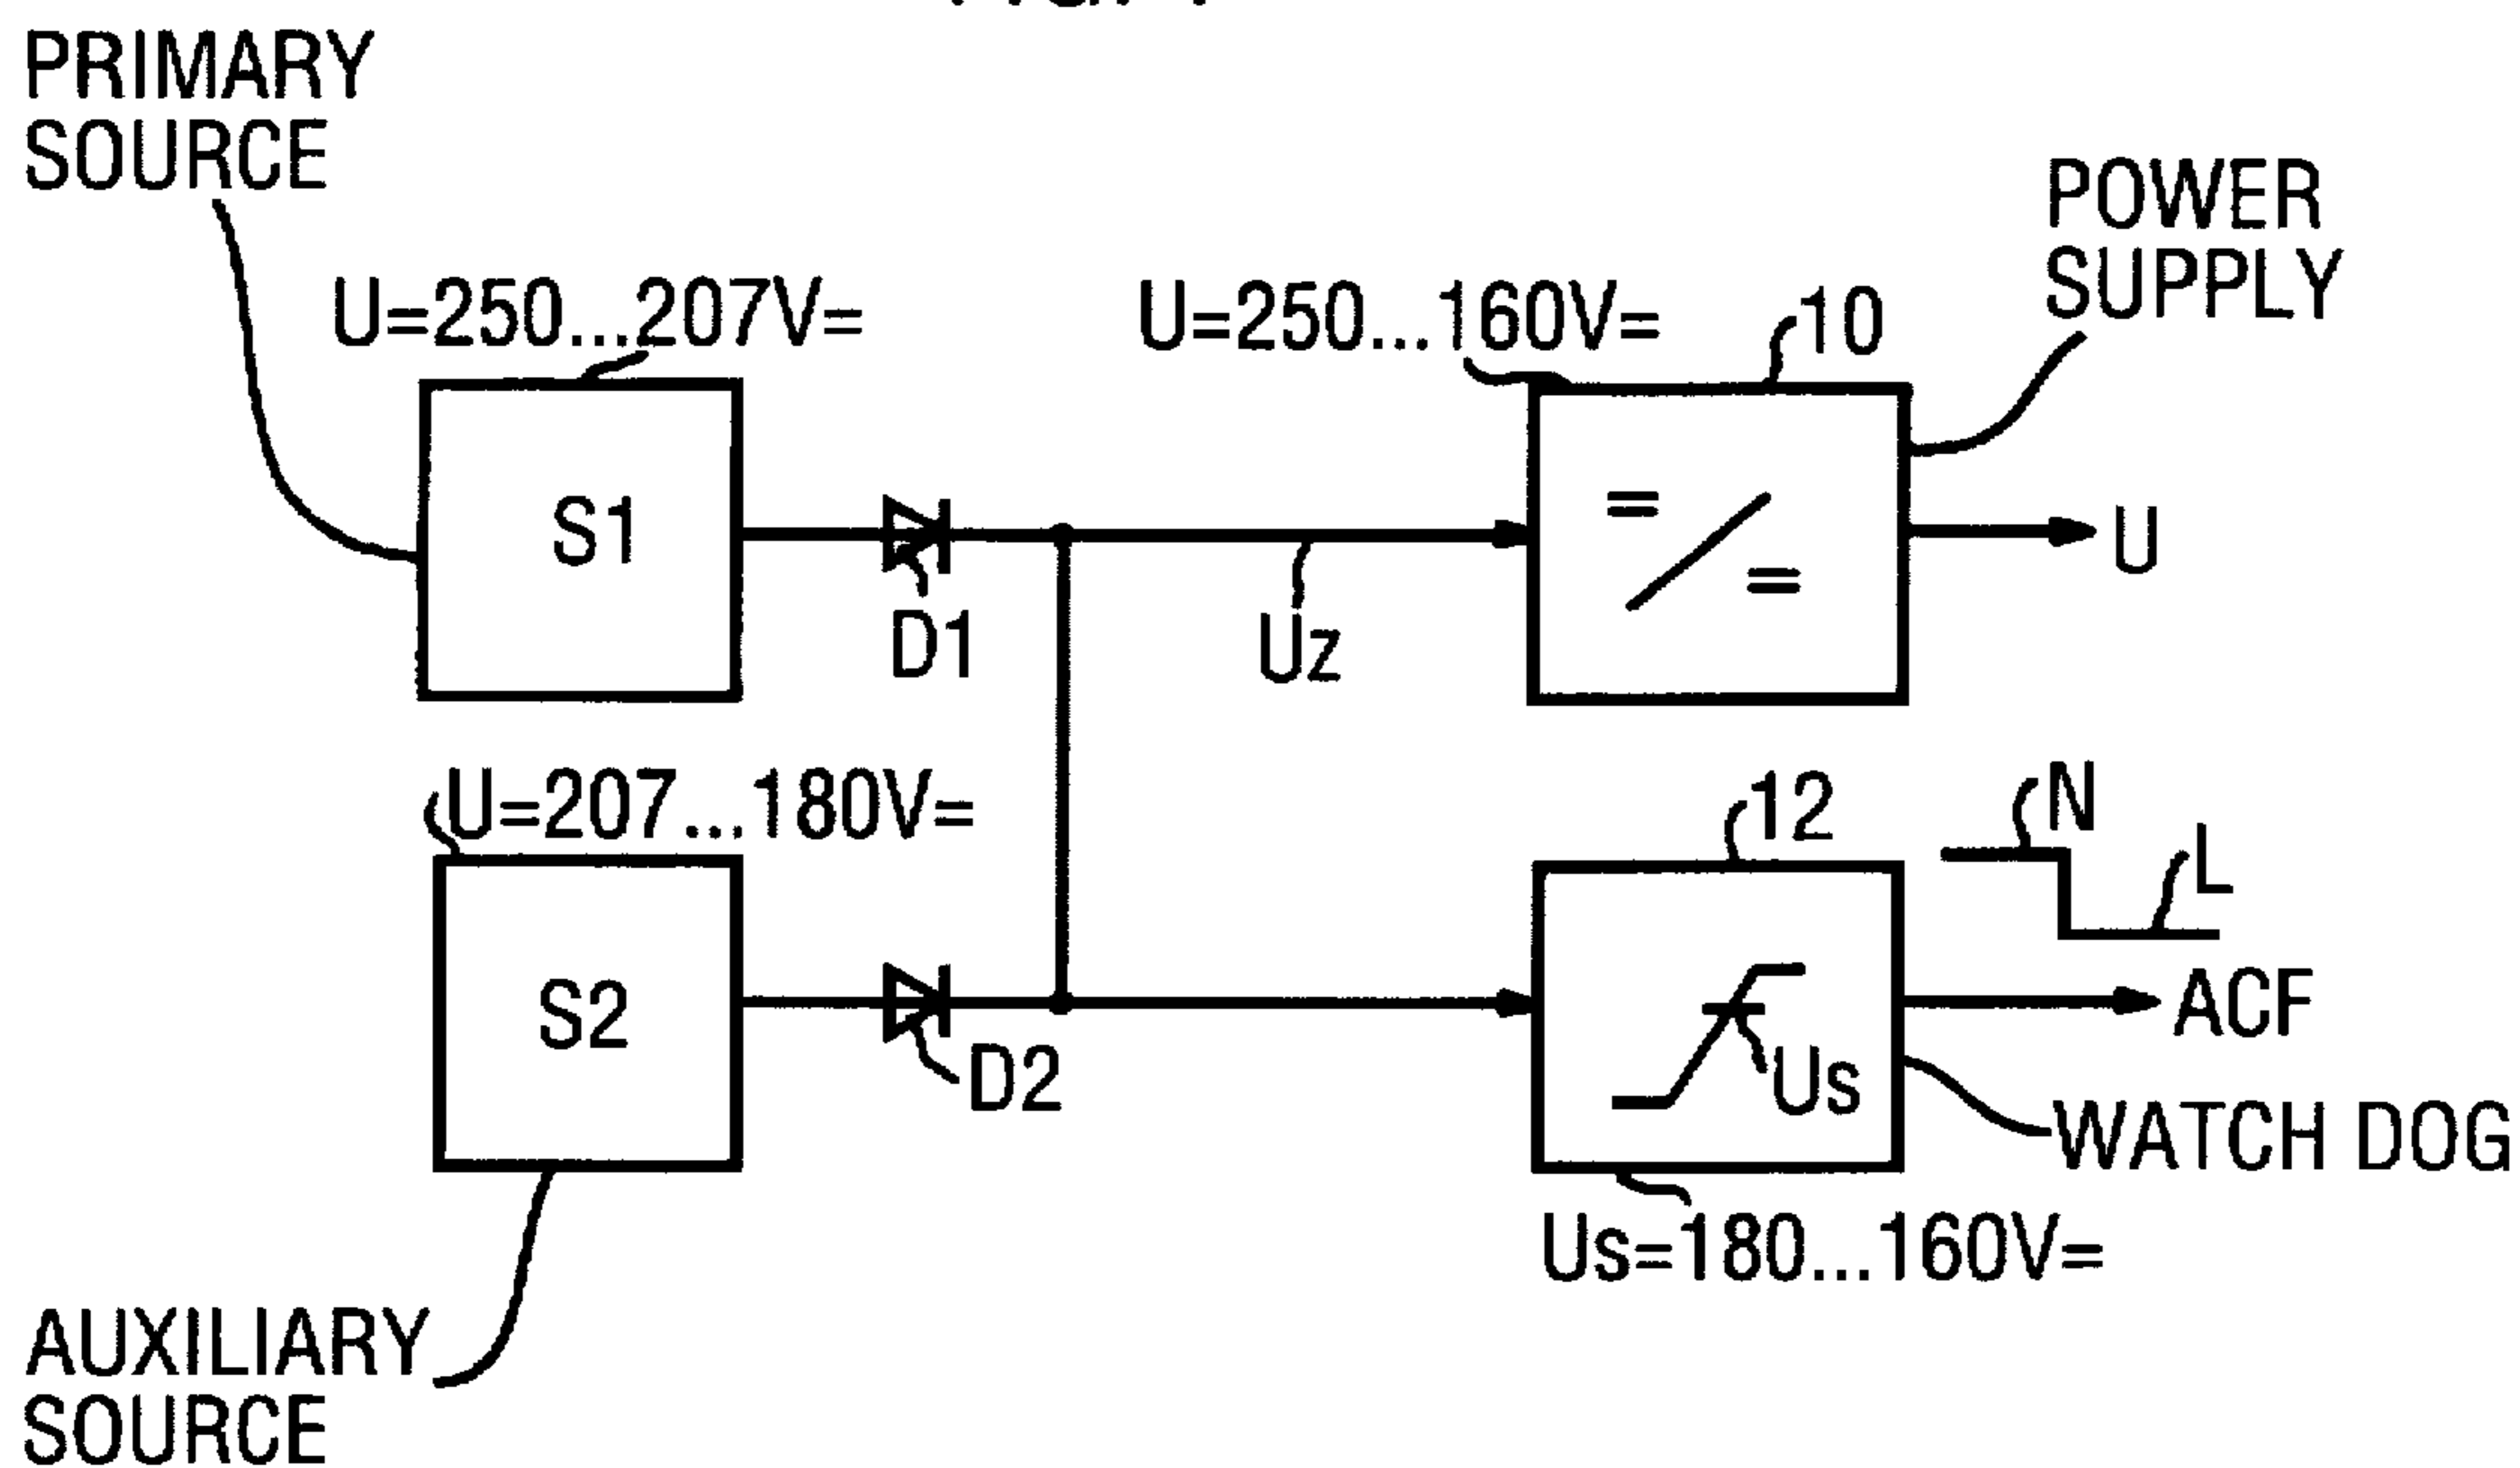 PRIMARY
SOURCE
U=250...207V=
U=250...160V=
10
POWER
SUPPLY
S1
D1
Uz
=
=
U
U=207...180V=
12
N
L
S2
D2
Us
ACF
WATCH DOG
Us=180...160V=
AUXILIARY
SOURCE